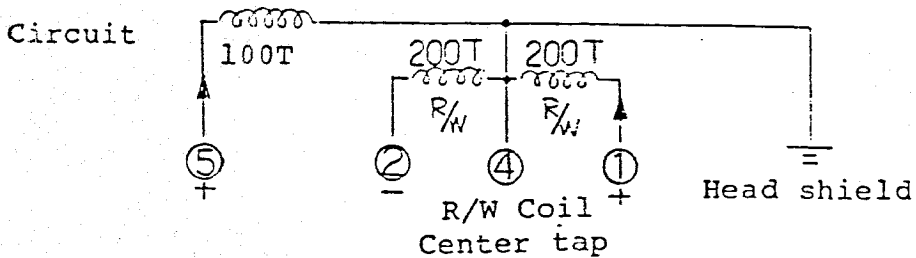 Circuit
100T
200T 200T
R/W R/W
⑤ ② ④ ①
+ - +
Head shield
R/W Coil
Center tap